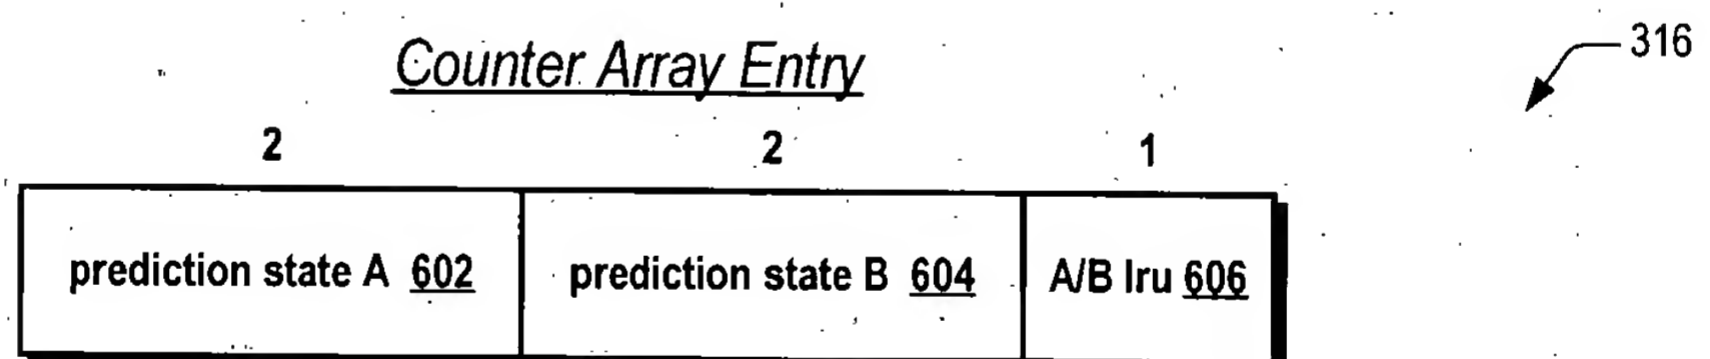 Counter Array Entry
316
2 2 1
prediction state A 602 prediction state B 604 A/B lru 606